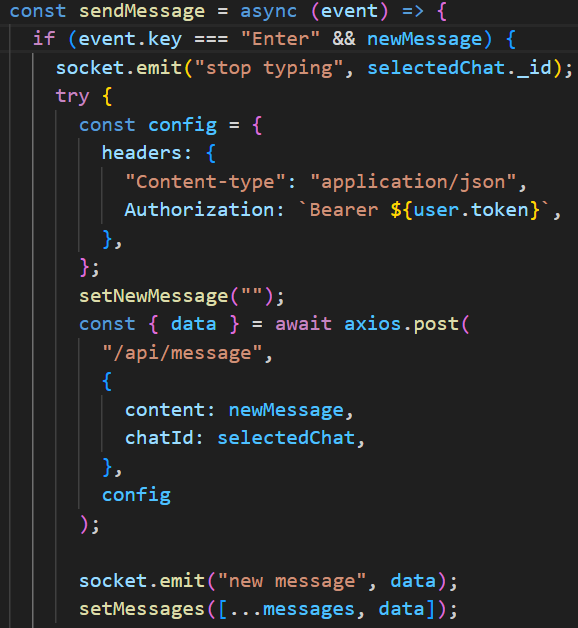 const sendMessage = async (event) => {
if (event.key === "Enter" && newMessage) {
socket.emit("stop typing", selectedChat._id);
try {
const config = {
headers: {
"Content-type": "application/json",
Authorization: `Bearer ${user.token}`,
},
};
setNewMessage("");
const { data } = await axios.post(
"/api/message",
{
content: newMessage,
chatId: selectedChat,
},
config
);
socket.emit("new message", data);
setMessages([...messages, data]);